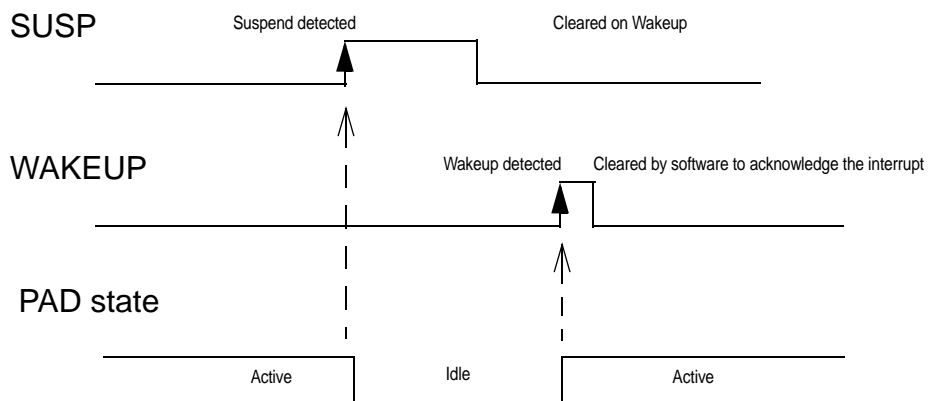 SUSP
Suspend detected
Cleared on Wakeup
WAKEUP
Wakeup detected
Cleared by software to acknowledge the interrupt
PAD state
Active
Idle
Active